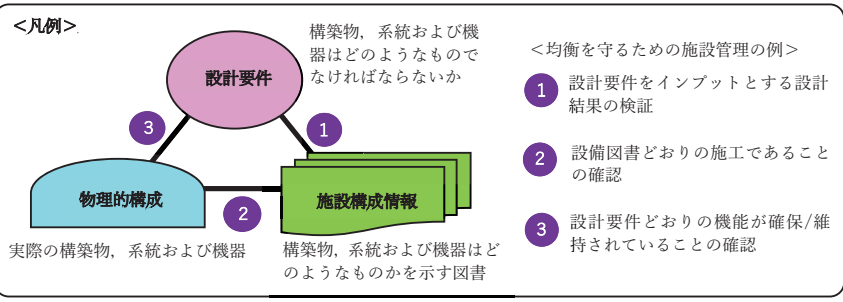 <凡例>
構築物，系統および機
器はどのようなもので
なければならないか
設計要件
3
1
物理的構成
2
施設構成情報
実際の構築物，系統および機器
構築物，系統および機器はど
のようなものかを示す図書
＜均衡を守るための施設管理の例＞
1 設計要件をインプットとする設計
結果の検証
2 設備図書どおりの施工であること
の確認
3 設計要件どおりの機能が確保/維
持されていることの確認